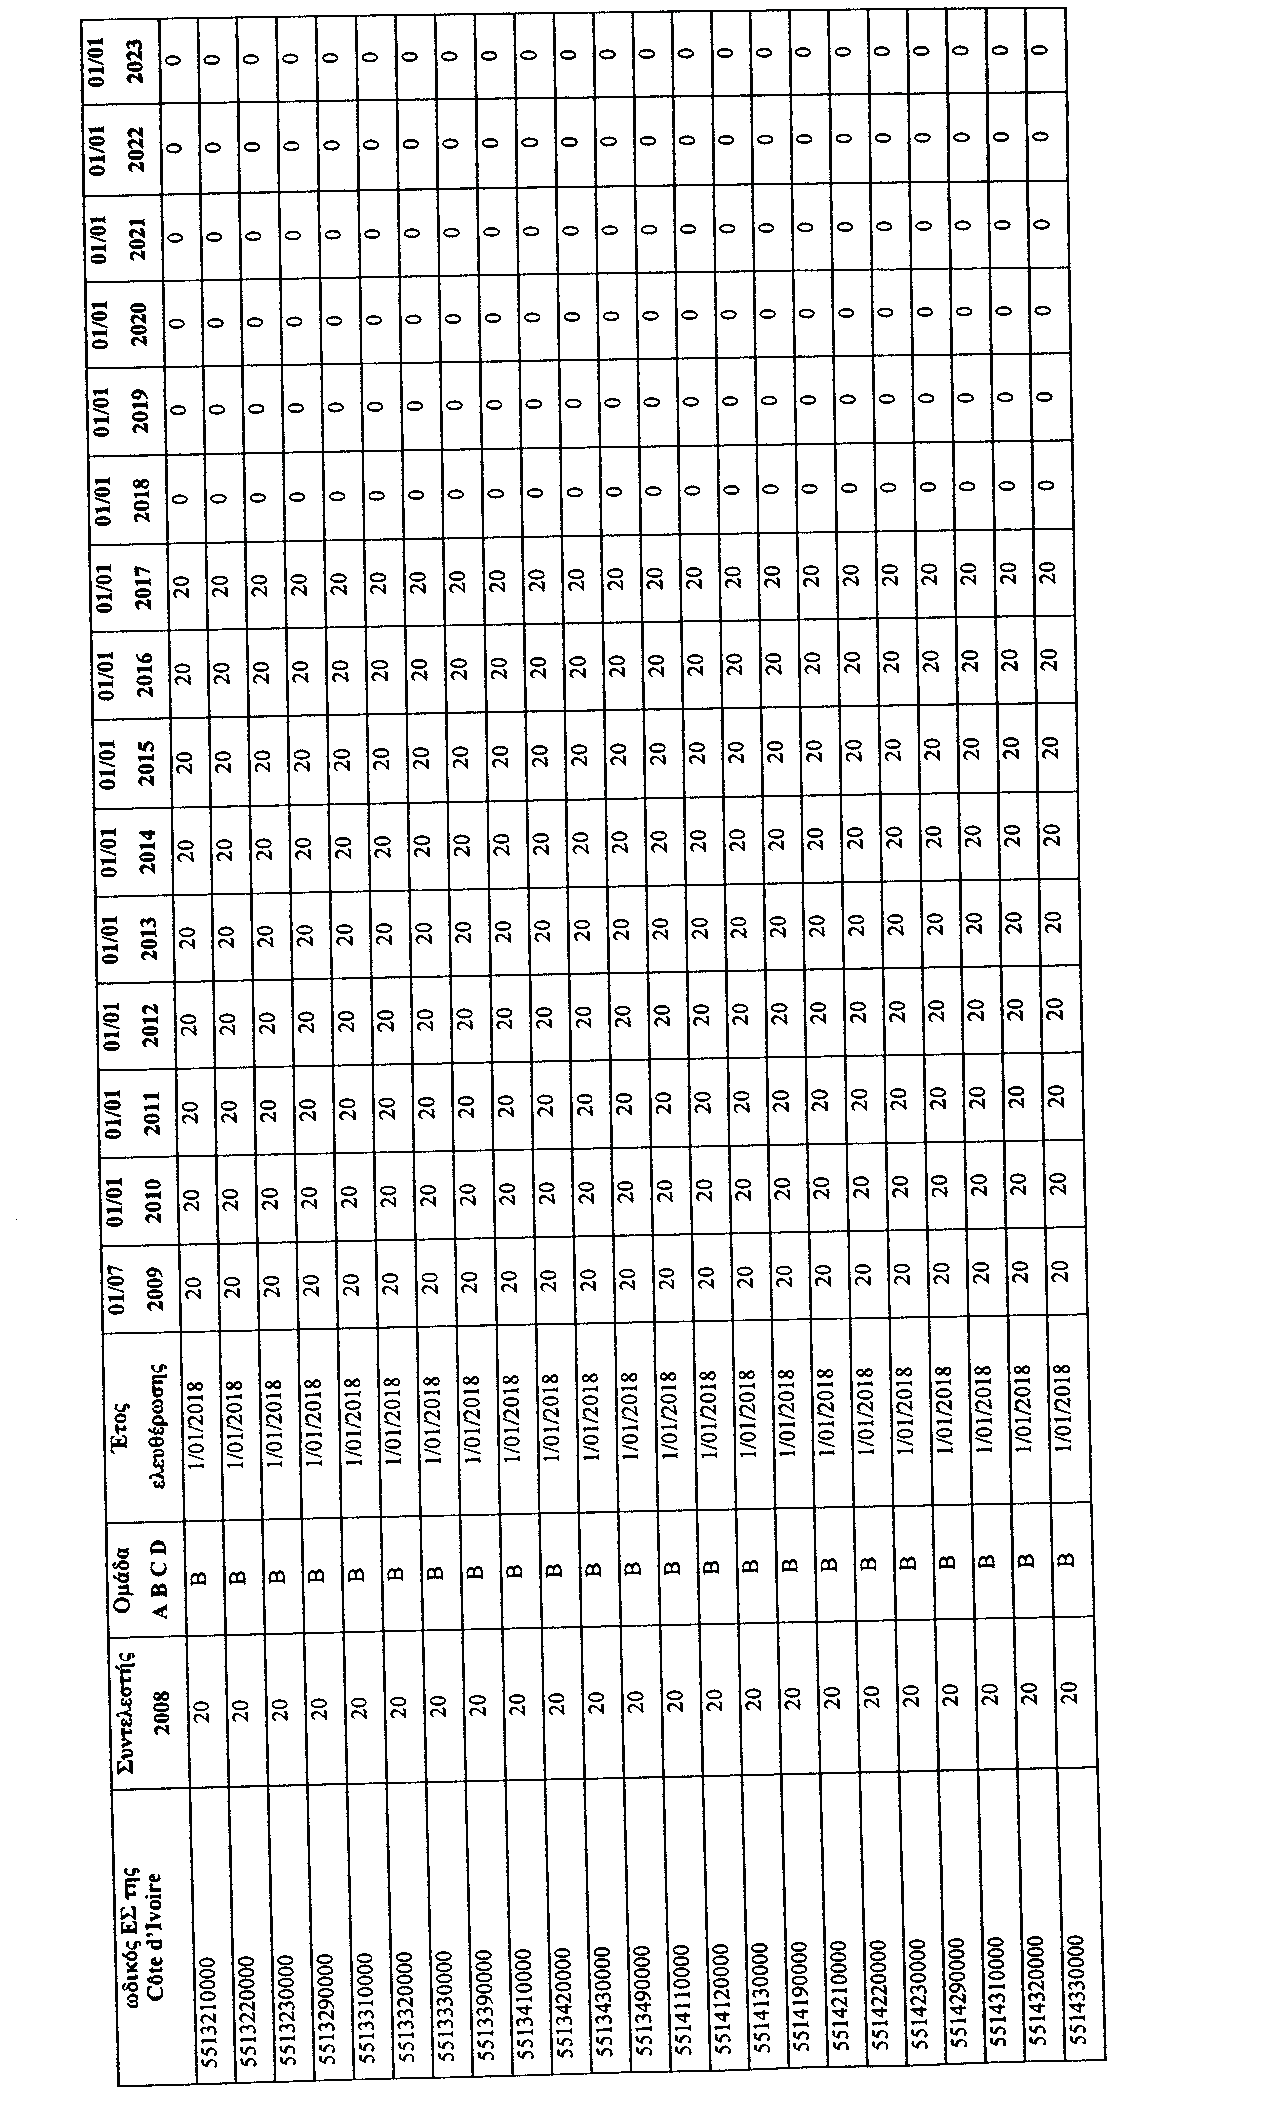 ωδικός ΕΣ της Συντελεστής Ομάδα Έτος 01/07 01/01 01/01 01/01 01/01 01/01 01/01 01/01 01/01 01/01 01/01 01/01 01/01 01/01 01/01
Côte d'Ivoire 2008 A B C D ελευθέρωσης 2009 2010 2011 2012 2013 2014 2015 2016 2017 2018 2019 2020 2021 2022 2023
5513210000 20 B 1/01/2018 20 20 20 20 20 20 20 20 20 0 0 0 0 0 0
5513220000 20 B 1/01/2018 20 20 20 20 20 20 20 20 20 0 0 0 0 0 0
5513230000 20 B 1/01/2018 20 20 20 20 20 20 20 20 20 0 0 0 0 0 0
5513290000 20 B 1/01/2018 20 20 20 20 20 20 20 20 20 0 0 0 0 0 0
5513310000 20 B 1/01/2018 20 20 20 20 20 20 20 20 20 0 0 0 0 0 0
5513320000 20 B 1/01/2018 20 20 20 20 20 20 20 20 20 0 0 0 0 0 0
5513330000 20 B 1/01/2018 20 20 20 20 20 20 20 20 20 0 0 0 0 0 0
5513390000 20 B 1/01/2018 20 20 20 20 20 20 20 20 20 0 0 0 0 0 0
5513410000 20 B 1/01/2018 20 20 20 20 20 20 20 20 20 0 0 0 0 0 0
5513420000 20 B 1/01/2018 20 20 20 20 20 20 20 20 20 0 0 0 0 0 0
5513430000 20 B 1/01/2018 20 20 20 20 20 20 20 20 20 0 0 0 0 0 0
5513490000 20 B 1/01/2018 20 20 20 20 20 20 20 20 20 0 0 0 0 0 0
5514110000 20 B 1/01/2018 20 20 20 20 20 20 20 20 20 0 0 0 0 0 0
5514120000 20 B 1/01/2018 20 20 20 20 20 20 20 20 20 0 0 0 0 0 0
5514130000 20 B 1/01/2018 20 20 20 20 20 20 20 20 20 0 0 0 0 0 0
5514190000 20 B 1/01/2018 20 20 20 20 20 20 20 20 20 0 0 0 0 0 0
5514210000 20 B 1/01/2018 20 20 20 20 20 20 20 20 20 0 0 0 0 0 0
5514220000 20 B 1/01/2018 20 20 20 20 20 20 20 20 20 0 0 0 0 0 0
5514230000 20 B 1/01/2018 20 20 20 20 20 20 20 20 20 0 0 0 0 0 0
5514290000 20 B 1/01/2018 20 20 20 20 20 20 20 20 20 0 0 0 0 0 0
5514310000 20 B 1/01/2018 20 20 20 20 20 20 20 20 20 0 0 0 0 0 0
5514320000 20 B 1/01/2018 20 20 20 20 20 20 20 20 20 0 0 0 0 0 0
5514330000 20 B 1/01/2018 20 20 20 20 20 20 20 20 20 0 0 0 0 0 0